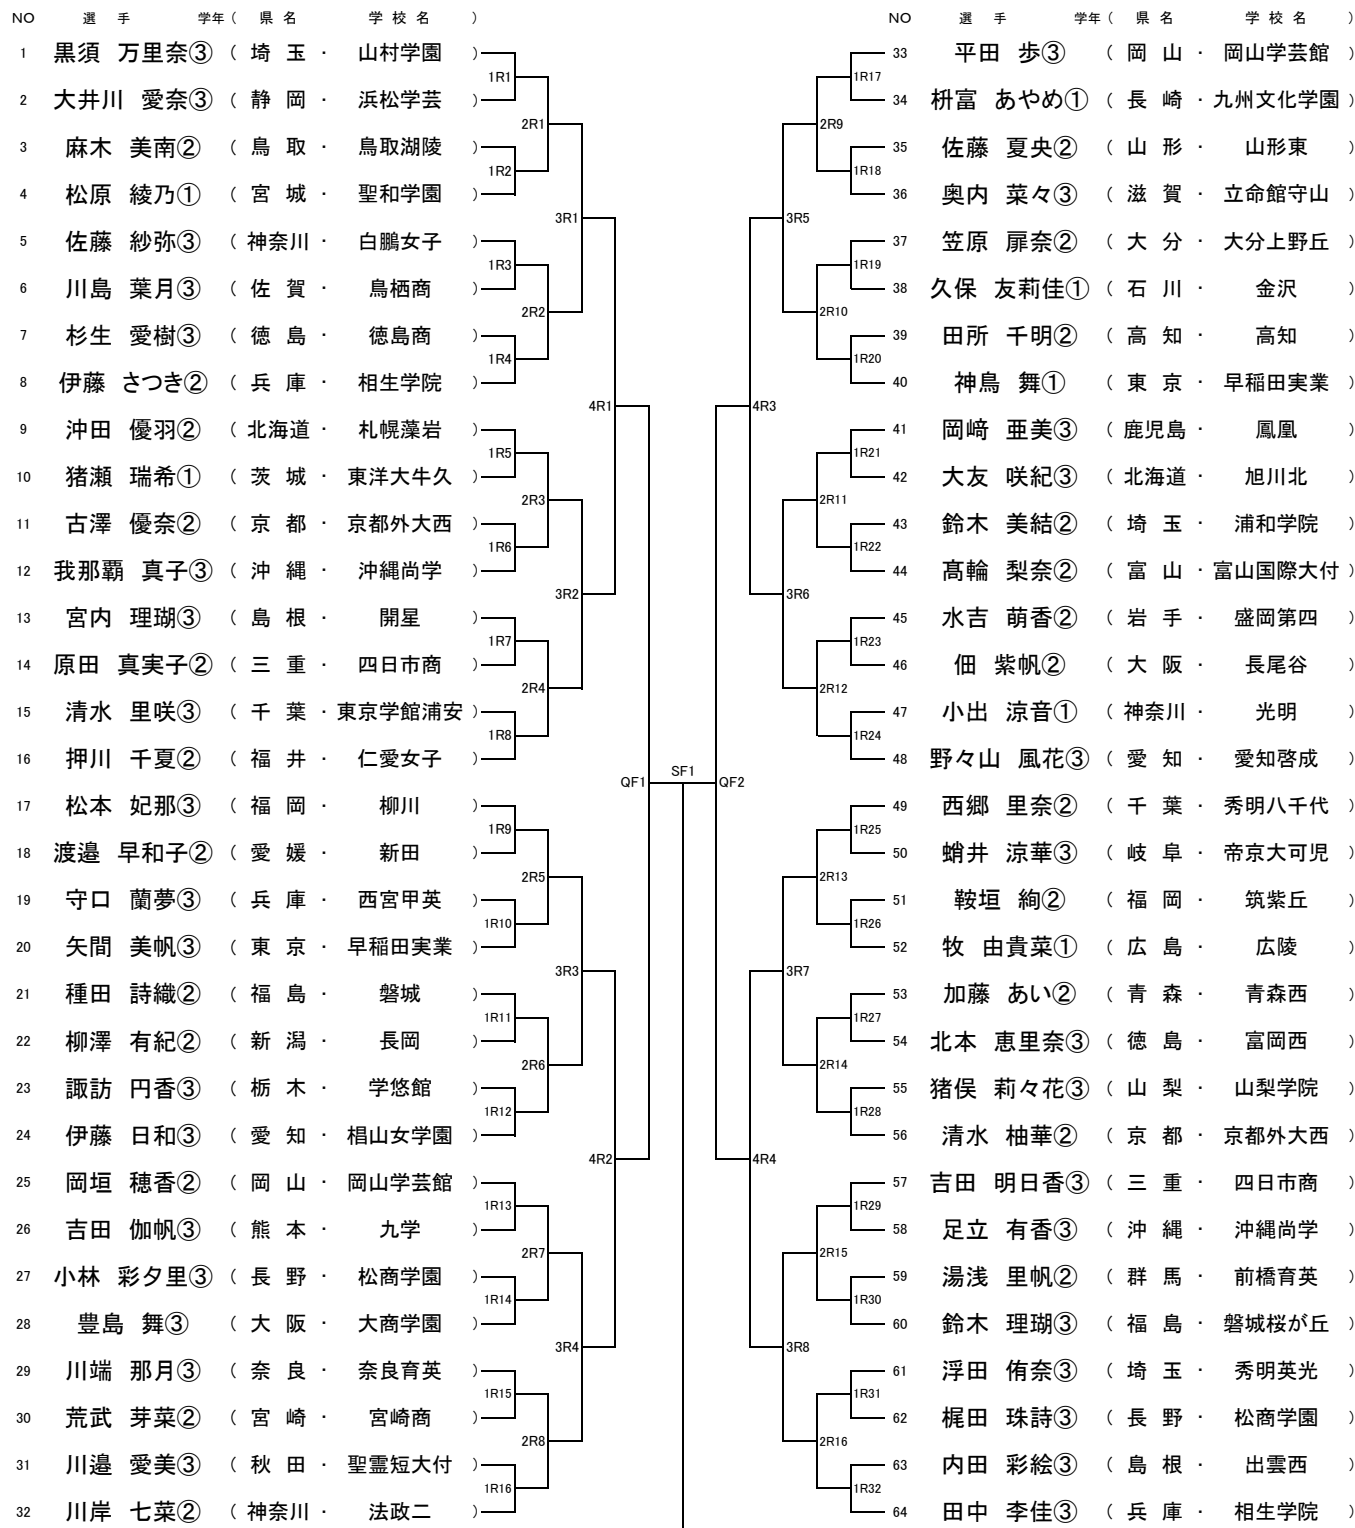 NO 選 手 学年 ( 県 名 学 校 名 )
1 黒須 万里奈③ ( 埼 玉 ・ 山村学園 )
1R1
2 大井川 愛奈③ ( 静 岡 ・ 浜松学芸 )
2R1
3 麻木 美南② ( 鳥 取 ・ 鳥取湖陵 )
1R2
4 松原 綾乃① ( 宮 城 ・ 聖和学園 )
3R1
5 佐藤 紗弥③ ( 神奈川 ・ 白鵬女子 )
1R3
6 川島 葉月③ ( 佐 賀 ・ 鳥栖商 )
2R2
7 杉生 愛樹③ ( 徳 島 ・ 徳島商 )
1R4
8 伊藤 さつき② ( 兵 庫 ・ 相生学院 )
4R1
9 沖田 優羽② ( 北海道 ・ 札幌藻岩 )
1R5
10 猪瀬 瑞希① ( 茨 城 ・ 東洋大牛久 )
2R3
11 古澤 優奈② ( 京 都 ・ 京都外大西 )
1R6
12 我那覇 真子③ ( 沖 縄 ・ 沖縄尚学 )
3R2
13 宮内 理瑚③ ( 島 根 ・ 開星 )
1R7
14 原田 真実子② ( 三 重 ・ 四日市商 )
2R4
15 清水 里咲③ ( 千 葉 ・ 東京学館浦安 )
1R8
16 押川 千夏② ( 福 井 ・ 仁愛女子 )
QF1 SF1 QF2
17 松本 妃那③ ( 福 岡 ・ 柳川 )
1R9
18 渡邉 早和子② ( 愛 媛 ・ 新田 )
2R5
19 守口 蘭夢③ ( 兵 庫 ・ 西宮甲英 )
1R10
20 矢間 美帆③ ( 東 京 ・ 早稲田実業 )
3R3
21 種田 詩織② ( 福 島 ・ 磐城 )
1R11
22 柳澤 有紀② ( 新 潟 ・ 長岡 )
2R6
23 諏訪 円香③ ( 栃 木 ・ 学悠館 )
1R12
24 伊藤 日和③ ( 愛 知 ・ 椙山女学園 )
4R2
25 岡垣 穂香② ( 岡 山 ・ 岡山学芸館 )
1R13
26 吉田 伽帆③ ( 熊 本 ・ 九学 )
2R7
27 小林 彩夕里③ ( 長 野 ・ 松商学園 )
1R14
28 豊島 舞③ ( 大 阪 ・ 大商学園 )
3R4
29 川端 那月③ ( 奈 良 ・ 奈良育英 )
1R15
30 荒武 芽菜② ( 宮 崎 ・ 宮崎商 )
2R8
31 川邉 愛美③ ( 秋 田 ・ 聖霊短大付 )
1R16
32 川岸 七菜② ( 神奈川 ・ 法政二 )
NO 選 手 学年 ( 県 名 学 校 名 )
33 平田 歩③ ( 岡 山 ・ 岡山学芸館 )
1R17
34 枡富 あやめ① ( 長 崎 ・ 九州文化学園 )
2R9
35 佐藤 夏央② ( 山 形 ・ 山形東 )
1R18
36 奥内 菜々③ ( 滋 賀 ・ 立命館守山 )
3R5
37 笠原 扉奈② ( 大 分 ・ 大分上野丘 )
1R19
38 久保 友莉佳① ( 石 川 ・ 金沢 )
2R10
39 田所 千明② ( 高 知 ・ 高知 )
1R20
40 神鳥 舞① ( 東 京 ・ 早稲田実業 )
4R3
41 岡﨑 亜美③ ( 鹿児島 ・ 鳳凰 )
1R21
42 大友 咲紀③ ( 北海道 ・ 旭川北 )
2R11
43 鈴木 美結② ( 埼 玉 ・ 浦和学院 )
1R22
44 髙輪 梨奈② ( 富 山 ・ 富山国際大付 )
3R6
45 水吉 萌香② ( 岩 手 ・ 盛岡第四 )
1R23
46 佃 紫帆② ( 大 阪 ・ 長尾谷 )
2R12
47 小出 涼音① ( 神奈川 ・ 光明 )
1R24
48 野々山 風花③ ( 愛 知 ・ 愛知啓成 )
49 西郷 里奈② ( 千 葉 ・ 秀明八千代 )
1R25
50 蛸井 涼華③ ( 岐 阜 ・ 帝京大可児 )
2R13
51 鞍垣 絢② ( 福 岡 ・ 筑紫丘 )
1R26
52 牧 由貴菜① ( 広 島 ・ 広陵 )
3R7
53 加藤 あい② ( 青 森 ・ 青森西 )
1R27
54 北本 恵里奈③ ( 徳 島 ・ 富岡西 )
2R14
55 猪俣 莉々花③ ( 山 梨 ・ 山梨学院 )
1R28
56 清水 柚華② ( 京 都 ・ 京都外大西 )
4R4
57 吉田 明日香③ ( 三 重 ・ 四日市商 )
1R29
58 足立 有香③ ( 沖 縄 ・ 沖縄尚学 )
2R15
59 湯浅 里帆② ( 群 馬 ・ 前橋育英 )
1R30
60 鈴木 理瑚③ ( 福 島 ・ 磐城桜が丘 )
3R8
61 浮田 侑奈③ ( 埼 玉 ・ 秀明英光 )
1R31
62 梶田 珠詩③ ( 長 野 ・ 松商学園 )
2R16
63 内田 彩絵③ ( 島 根 ・ 出雲西 )
1R32
64 田中 李佳③ ( 兵 庫 ・ 相生学院 )